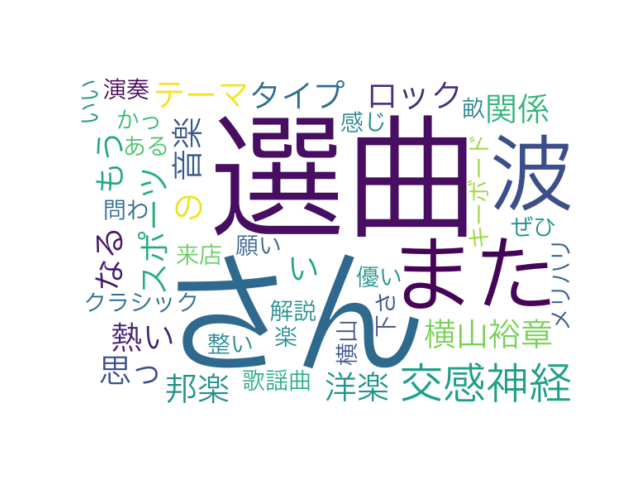 いい
演奏
テーマ
タイプ
ロック
畝
関係
かっ
ある
もう
音楽
感じ
選曲
波
キーボード
問わ
の
ぜひ
なる
スポーツ
来店
願い
い
また
メリハリ
クラシック
さん
優い
下さ
熱い
整い
解説
楽
横山
横山裕章
思っ
邦楽
歌謡曲
洋楽
交感神経